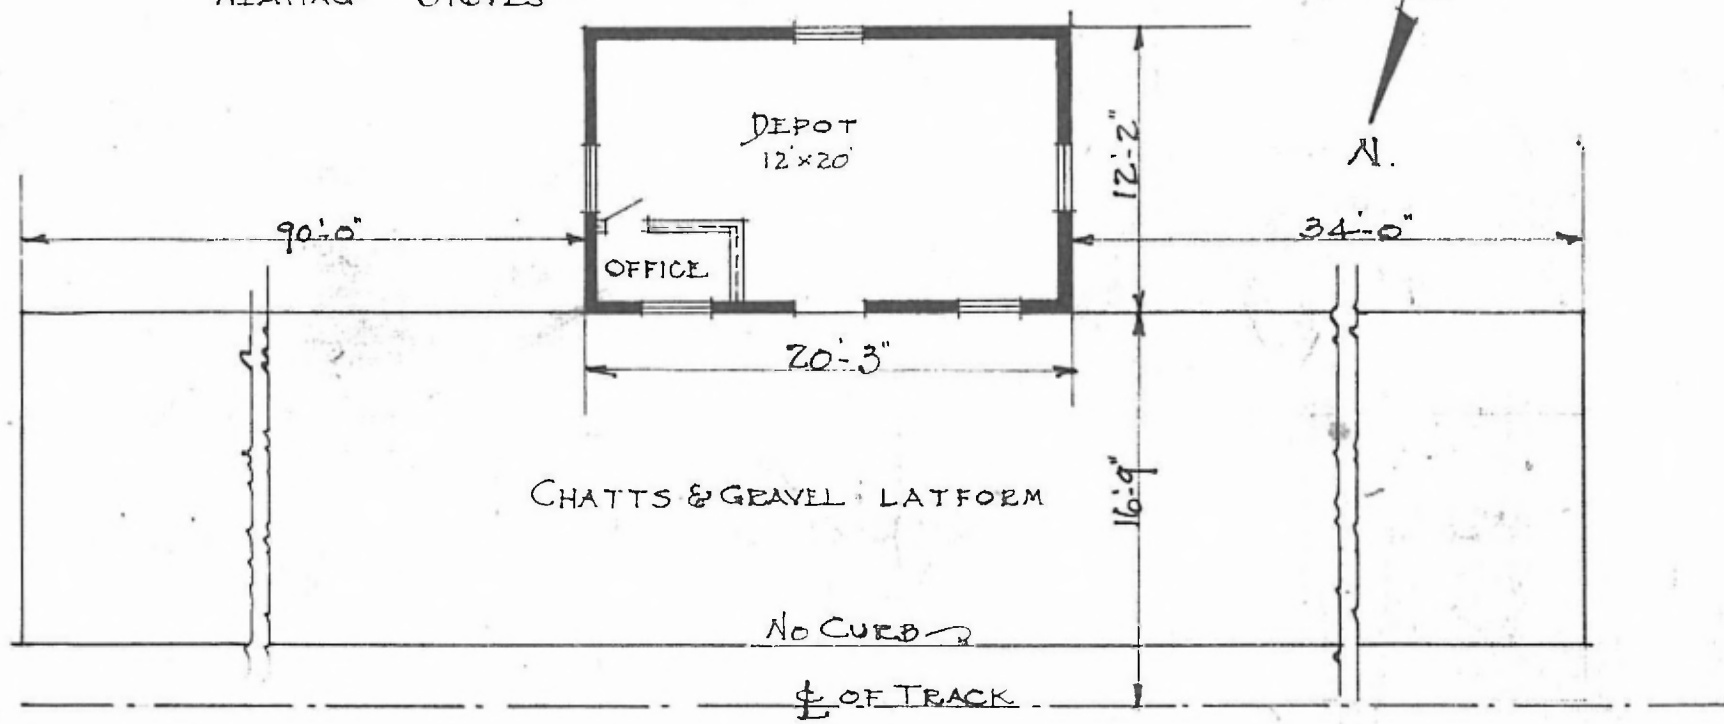 DEPOT
12'x20'
12'-2"
N.
90'-0"
34'-0"
OFFICE
20'-3"
CHATTS & GRAVEL LATFORM
16'-9"
NO CURB
℄ OF TRACK